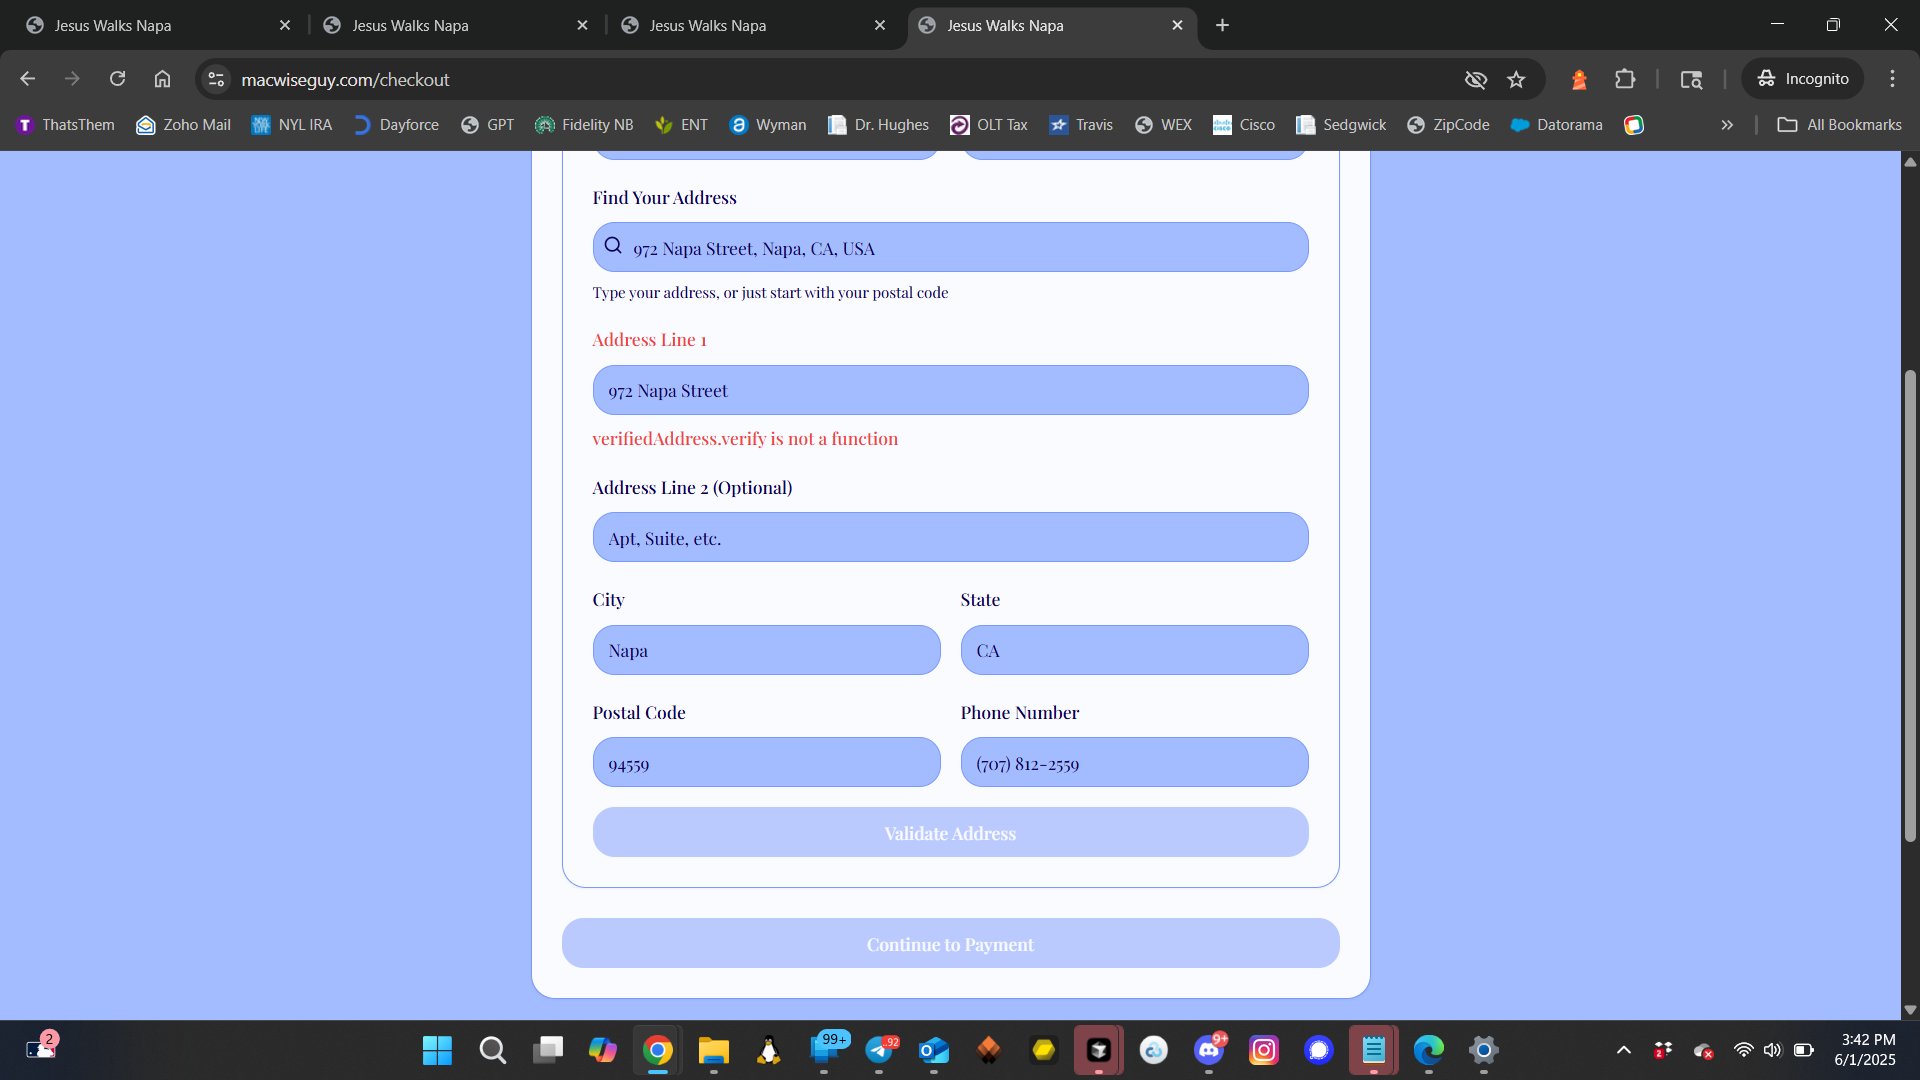 Jesus Walks Napa
Jesus Walks Napa
Jesus Walks Napa
Jesus Walks Napa
macwiseguy.com/checkout
Incognito
ThatsThem
Zoho Mail
NYL IRA
Dayforce
GPT
Fidelity NB
ENT
Wyman
Dr. Hughes
OLT Tax
Travis
WEX
Cisco
Sedgwick
ZipCode
Datorama
All Bookmarks
Find Your Address
972 Napa Street, Napa, CA, USA
Type your address, or just start with your postal code
Address Line 1
972 Napa Street
verifiedAddress.verify is not a function
Address Line 2 (Optional)
Apt, Suite, etc.
City
State
Napa
CA
Postal Code
Phone Number
94559
(707) 812-2559
Validate Address
Continue to Payment
2
99+
.92
9+
2
3:42 PM
6/1/2025